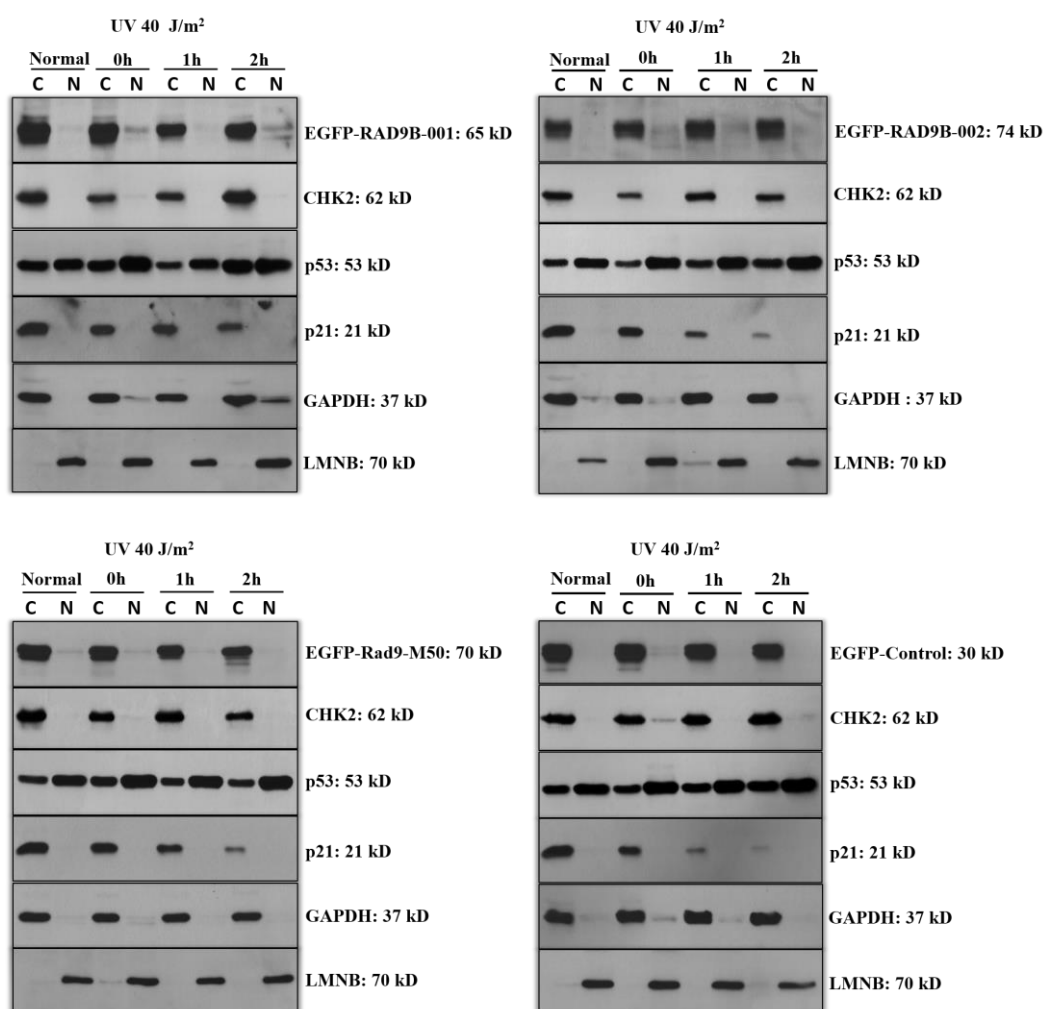 UV 40 J/m²
Normal 0h 1h 2h
C N C N C N C N
EGFP-RAD9B-001: 65 kD
CHK2: 62 kD
p53: 53 kD
p21: 21 kD
GAPDH: 37 kD
LMNB: 70 kD
UV 40 J/m²
Normal 0h 1h 2h
C N C N C N C N
EGFP-RAD9B-002: 74 kD
CHK2: 62 kD
p53: 53 kD
p21: 21 kD
GAPDH : 37 kD
LMNB: 70 kD
UV 40 J/m²
Normal 0h 1h 2h
C N C N C N C N
EGFP-Rad9-M50: 70 kD
CHK2: 62 kD
p53: 53 kD
p21: 21 kD
GAPDH: 37 kD
LMNB: 70 kD
UV 40 J/m²
Normal 0h 1h 2h
C N C N C N C N
EGFP-Control: 30 kD
CHK2: 62 kD
p53: 53 kD
p21: 21 kD
GAPDH: 37 kD
LMNB: 70 kD